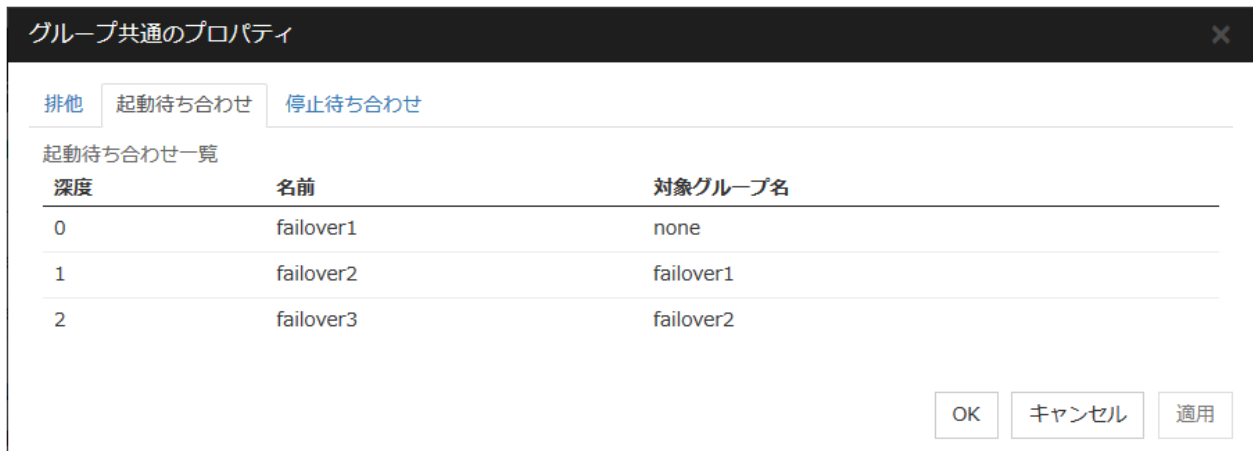 グループ共通のプロパティ ×
排他 起動待ち合わせ 停止待ち合わせ
起動待ち合わせ一覧
深度 名前 対象グループ名
0 failover1 none
1 failover2 failover1
2 failover3 failover2
OK キャンセル 適用